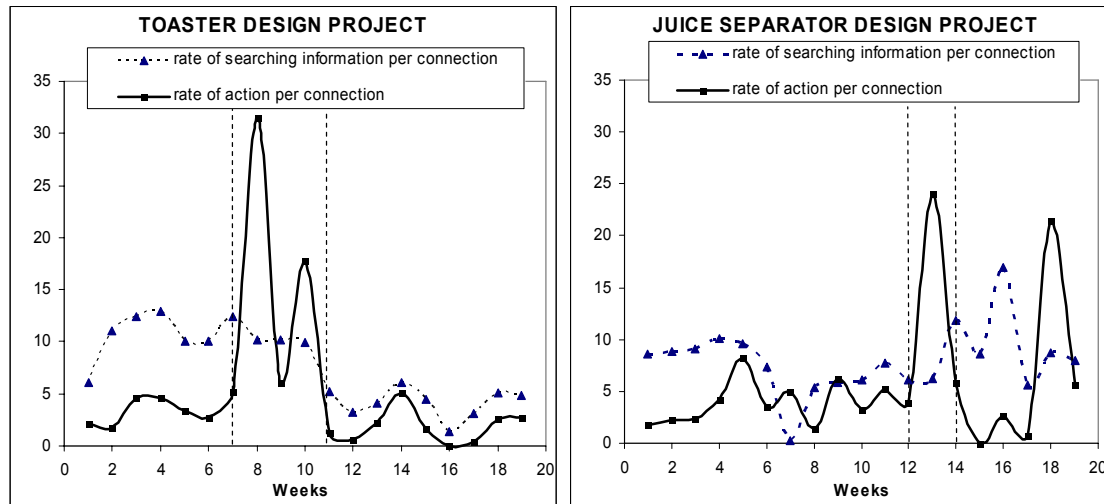 TOASTER DESIGN PROJECT
rate of searching information per connection
rate of action per connection
35
30
25
20
15
10
5
0
0 2 4 6 8 10 12 14 16 18 20
Weeks
JUICE SEPARATOR DESIGN PROJECT
rate of searching information per connection
rate of action per connection
35
30
25
20
15
10
5
0
0 2 4 6 8 10 12 14 16 18 20
Weeks